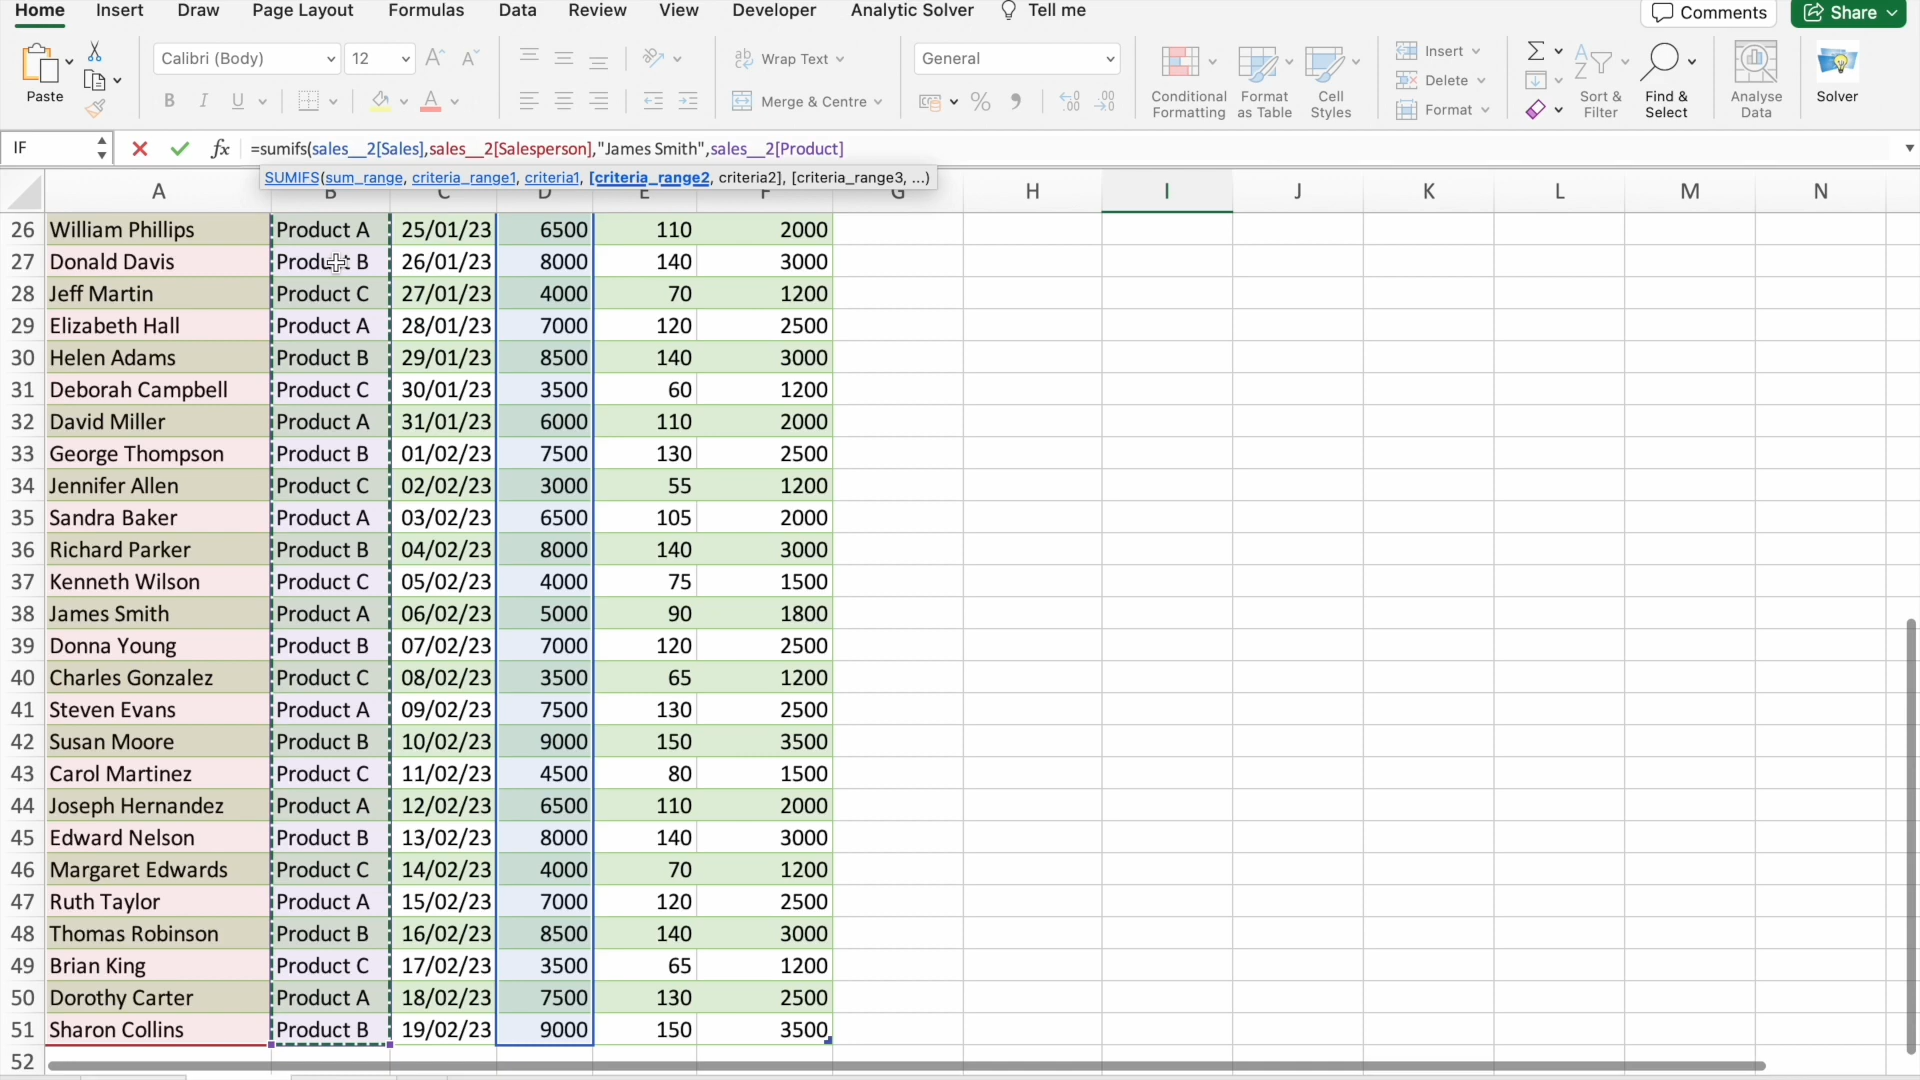 Home Insert Draw Page Layout Formulas Data Review View Developer Analytic Solver Tell me Comments Share
Paste Calibri (Body) 12 A A Wrap Text General Insert Σ
B I U A Merge & Centre % Delete
Conditional Formatting Format as Table Cell Styles Format Sort & Filter Find & Select Analyse Data Solver
IF fx =sumifs(sales__2[Sales],sales__2[Salesperson],"James Smith",sales__2[Product]
SUMIFS(sum_range, criteria_range1, criteria1, [criteria_range2, criteria2], [criteria_range3, ...)
A B C D E F G H I J K L M N
26 William Phillips Product A 25/01/23 6500 110 2000
27 Donald Davis Product B 26/01/23 8000 140 3000
28 Jeff Martin Product C 27/01/23 4000 70 1200
29 Elizabeth Hall Product A 28/01/23 7000 120 2500
30 Helen Adams Product B 29/01/23 8500 140 3000
31 Deborah Campbell Product C 30/01/23 3500 60 1200
32 David Miller Product A 31/01/23 6000 110 2000
33 George Thompson Product B 01/02/23 7500 130 2500
34 Jennifer Allen Product C 02/02/23 3000 55 1200
35 Sandra Baker Product A 03/02/23 6500 105 2000
36 Richard Parker Product B 04/02/23 8000 140 3000
37 Kenneth Wilson Product C 05/02/23 4000 75 1500
38 James Smith Product A 06/02/23 5000 90 1800
39 Donna Young Product B 07/02/23 7000 120 2500
40 Charles Gonzalez Product C 08/02/23 3500 65 1200
41 Steven Evans Product A 09/02/23 7500 130 2500
42 Susan Moore Product B 10/02/23 9000 150 3500
43 Carol Martinez Product C 11/02/23 4500 80 1500
44 Joseph Hernandez Product A 12/02/23 6500 110 2000
45 Edward Nelson Product B 13/02/23 8000 140 3000
46 Margaret Edwards Product C 14/02/23 4000 70 1200
47 Ruth Taylor Product A 15/02/23 7000 120 2500
48 Thomas Robinson Product B 16/02/23 8500 140 3000
49 Brian King Product C 17/02/23 3500 65 1200
50 Dorothy Carter Product A 18/02/23 7500 130 2500
51 Sharon Collins Product B 19/02/23 9000 150 3500
52